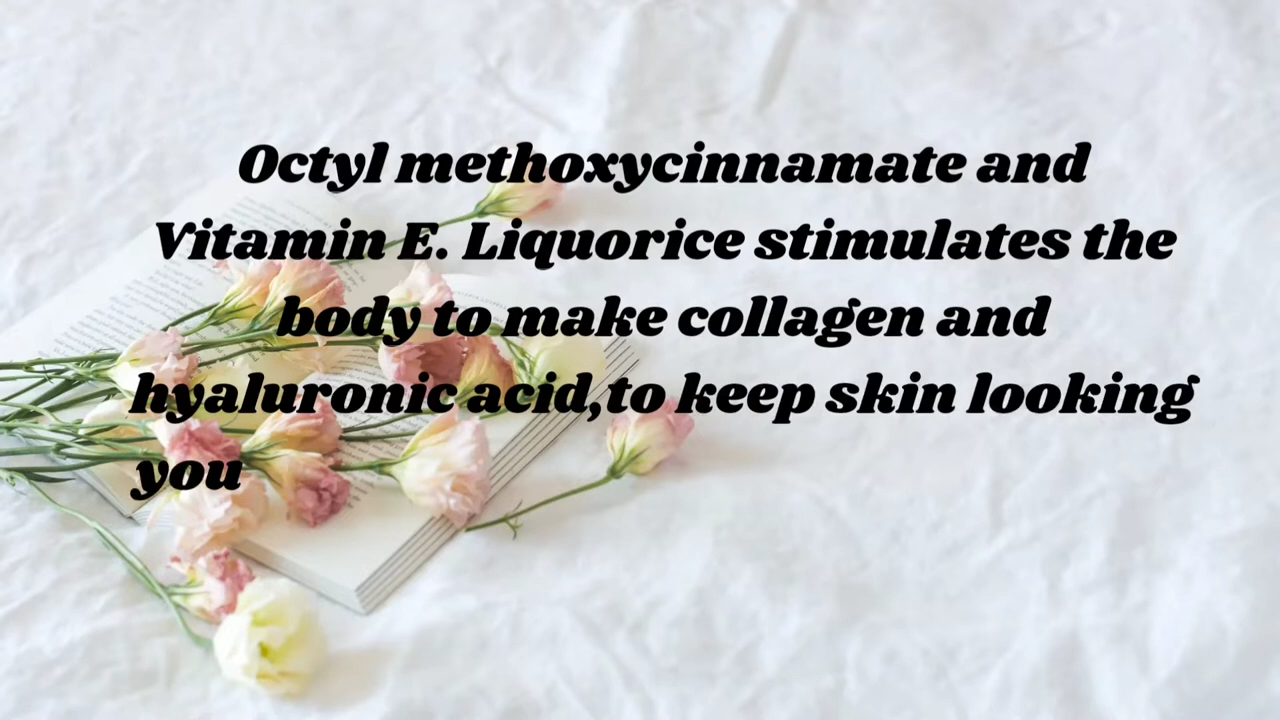 Octyl methoxycinnamate and
Vitamin E. Liquorice stimulates the
body to make collagen and
hyaluronic acid,to keep skin looking
you